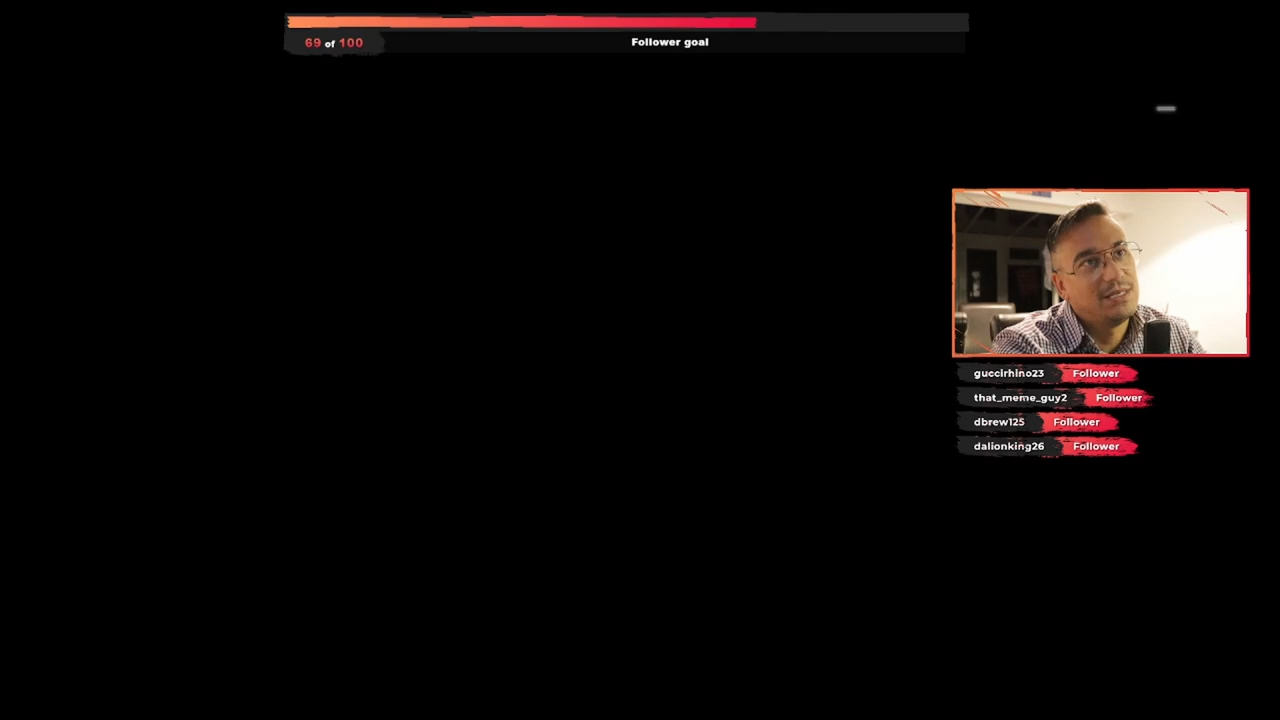 69 of 100
Follower goal
guccirhino23 Follower
that_meme_guy2 Follower
dbrew125 Follower
dalionking26 Follower